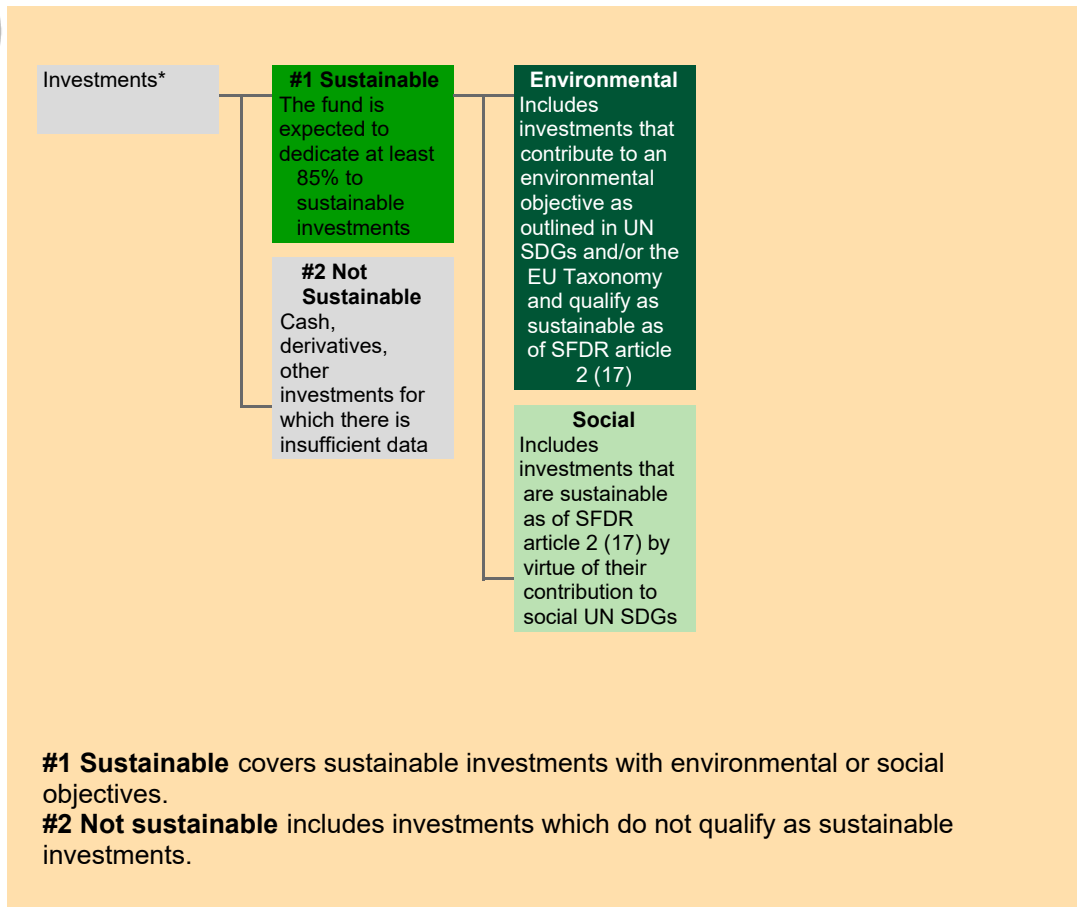 Investments*
#1 Sustainable
The fund is
expected to
dedicate at least
85% to
sustainable
investments
#2 Not
Sustainable
Cash,
derivatives,
other
investments for
which there is
insufficient data
Environmental
Includes
investments that
contribute to an
environmental
objective as
outlined in UN
SDGs and/or the
EU Taxonomy
and qualify as
sustainable as
of SFDR article
2 (17)
Social
Includes
investments that
are sustainable
as of SFDR
article 2 (17) by
virtue of their
contribution to
social UN SDGs
#1 Sustainable covers sustainable investments with environmental or social
objectives.
#2 Not sustainable includes investments which do not qualify as sustainable
investments.